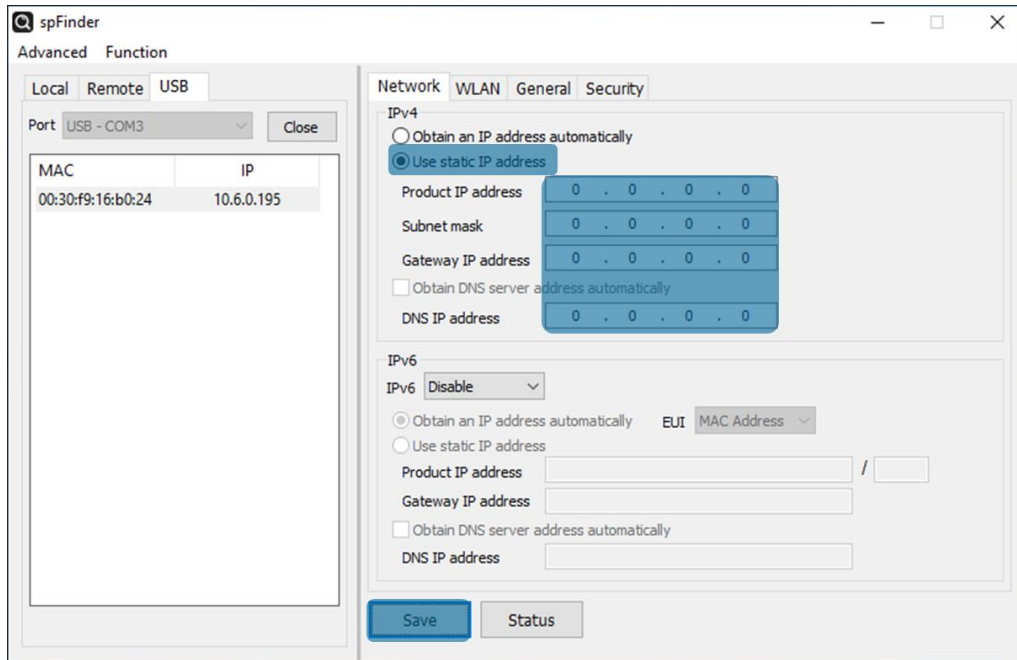 spFinder
Advanced Function
Local Remote USB
Port USB - COM3 Close
MAC IP
00:30:f9:16:b0:24 10.6.0.195
Network WLAN General Security
IPv4
Obtain an IP address automatically
Use static IP address
Product IP address 0 . 0 . 0 . 0
Subnet mask 0 . 0 . 0 . 0
Gateway IP address 0 . 0 . 0 . 0
Obtain DNS server address automatically
DNS IP address 0 . 0 . 0 . 0
IPv6
IPv6 Disable
Obtain an IP address automatically EUI MAC Address
Use static IP address
Product IP address /
Gateway IP address
Obtain DNS server address automatically
DNS IP address
Save Status